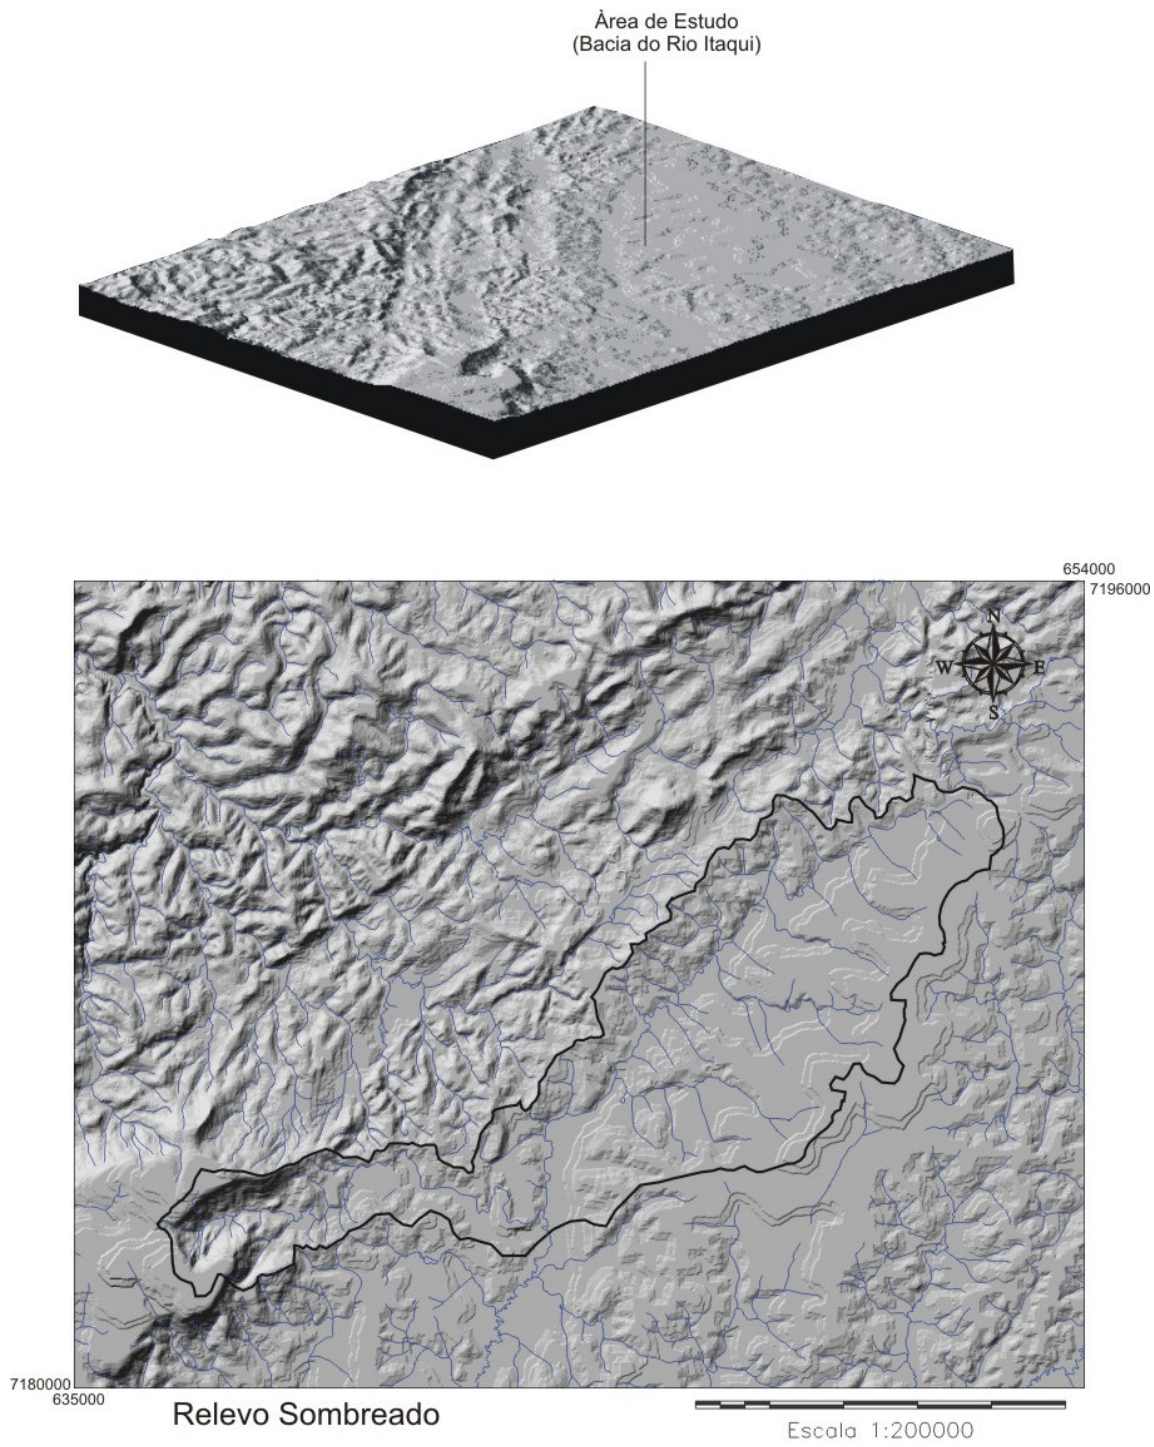 Àrea de Estudo
(Bacia do Rio Itaqui)
654000
7196000
N
W E
S
7180000
635000
Relevo Sombreado
Escala 1:200000